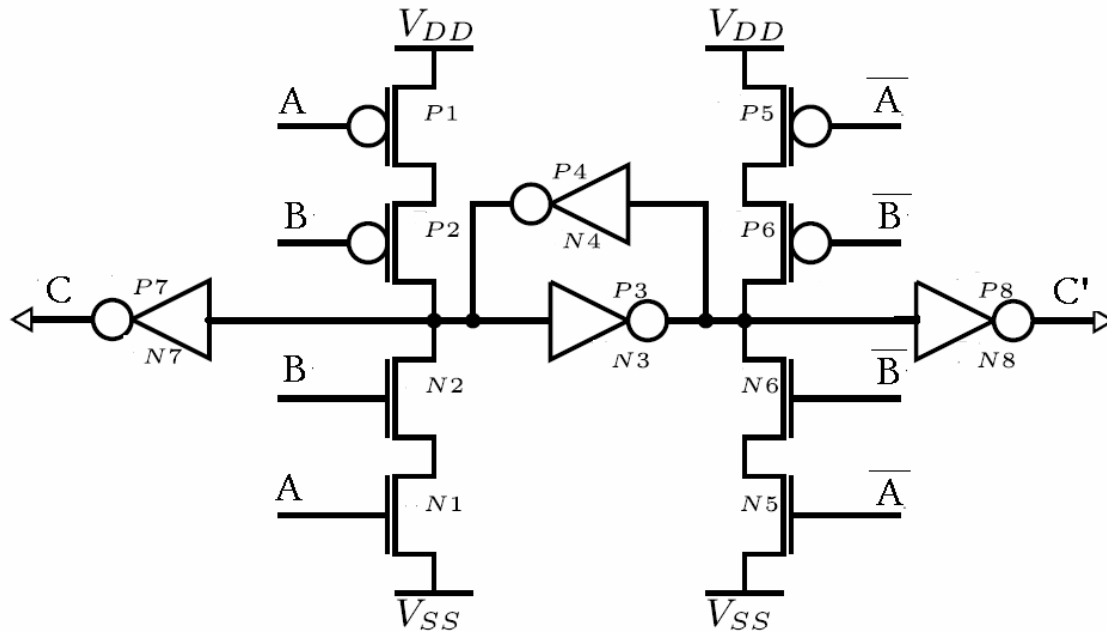 V_DD V_DD
A P1 P5 A̅
P4
B P2 P6 B̅
N4
C P7 P3 P8 C'
N7 N3 N8
B N2 N6 B̅
A N1 N5 A̅
V_SS V_SS